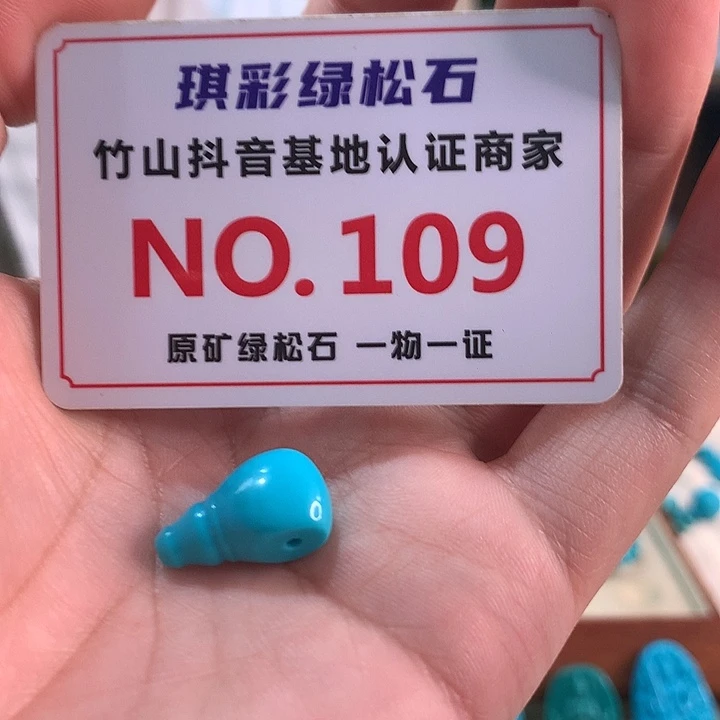 琪彩绿松石
竹山抖音基地认证商家
NO.109
原矿绿松石 一物一证